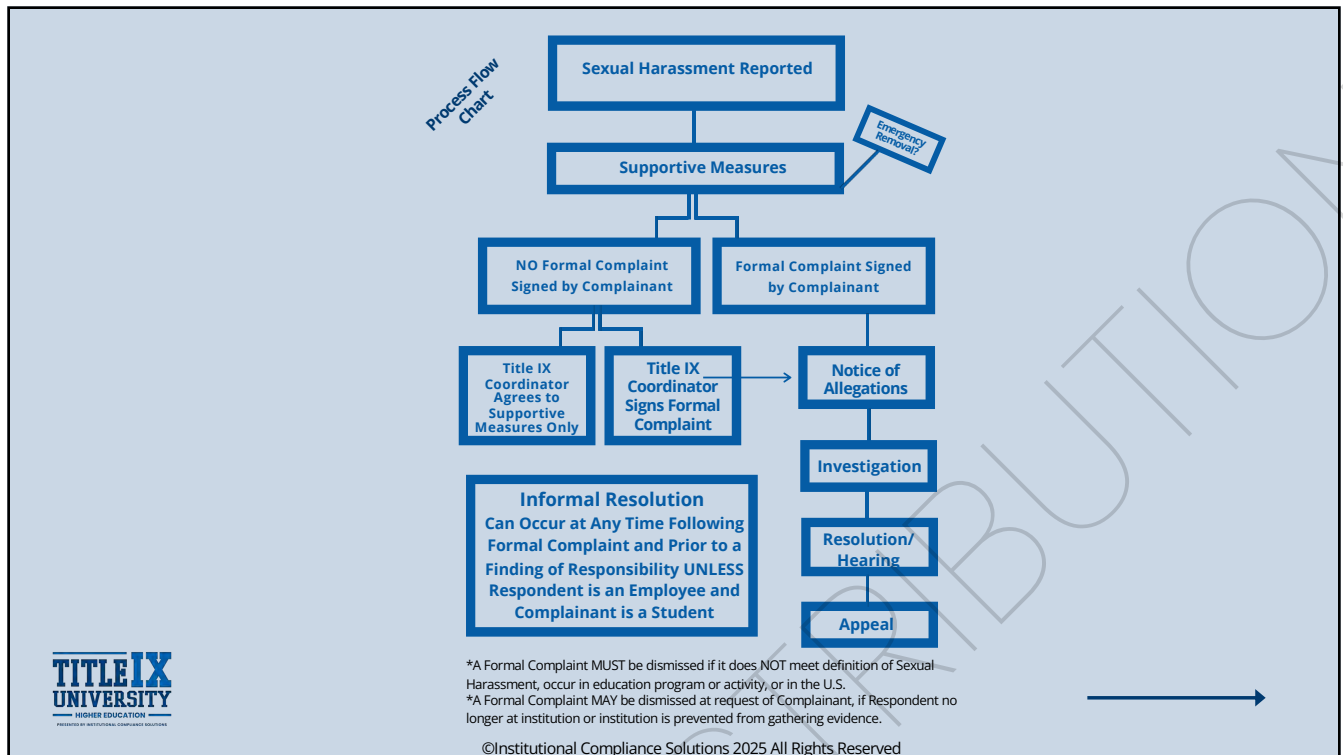 Process Flow
Chart
Sexual Harassment Reported
Emergency
Removal?
Supportive Measures
NO Formal Complaint
Signed by Complainant
Formal Complaint Signed
by Complainant
Title IX
Coordinator
Agrees to
Supportive
Measures Only
Title IX
Coordinator
Signs Formal
Complaint
Notice of
Allegations
Investigation
Informal Resolution
Can Occur at Any Time Following
Formal Complaint and Prior to a
Finding of Responsibility UNLESS
Respondent is an Employee and
Complainant is a Student
Resolution/
Hearing
Appeal
*A Formal Complaint MUST be dismissed if it does NOT meet definition of Sexual
Harassment, occur in education program or activity, or in the U.S.
*A Formal Complaint MAY be dismissed at request of Complainant, if Respondent no
longer at institution or institution is prevented from gathering evidence.
TITLE IX
UNIVERSITY
HIGHER EDUCATION
PRESENTED BY INSTITUTIONAL COMPLIANCE SOLUTIONS
©Institutional Compliance Solutions 2025 All Rights Reserved
STRIBUTION